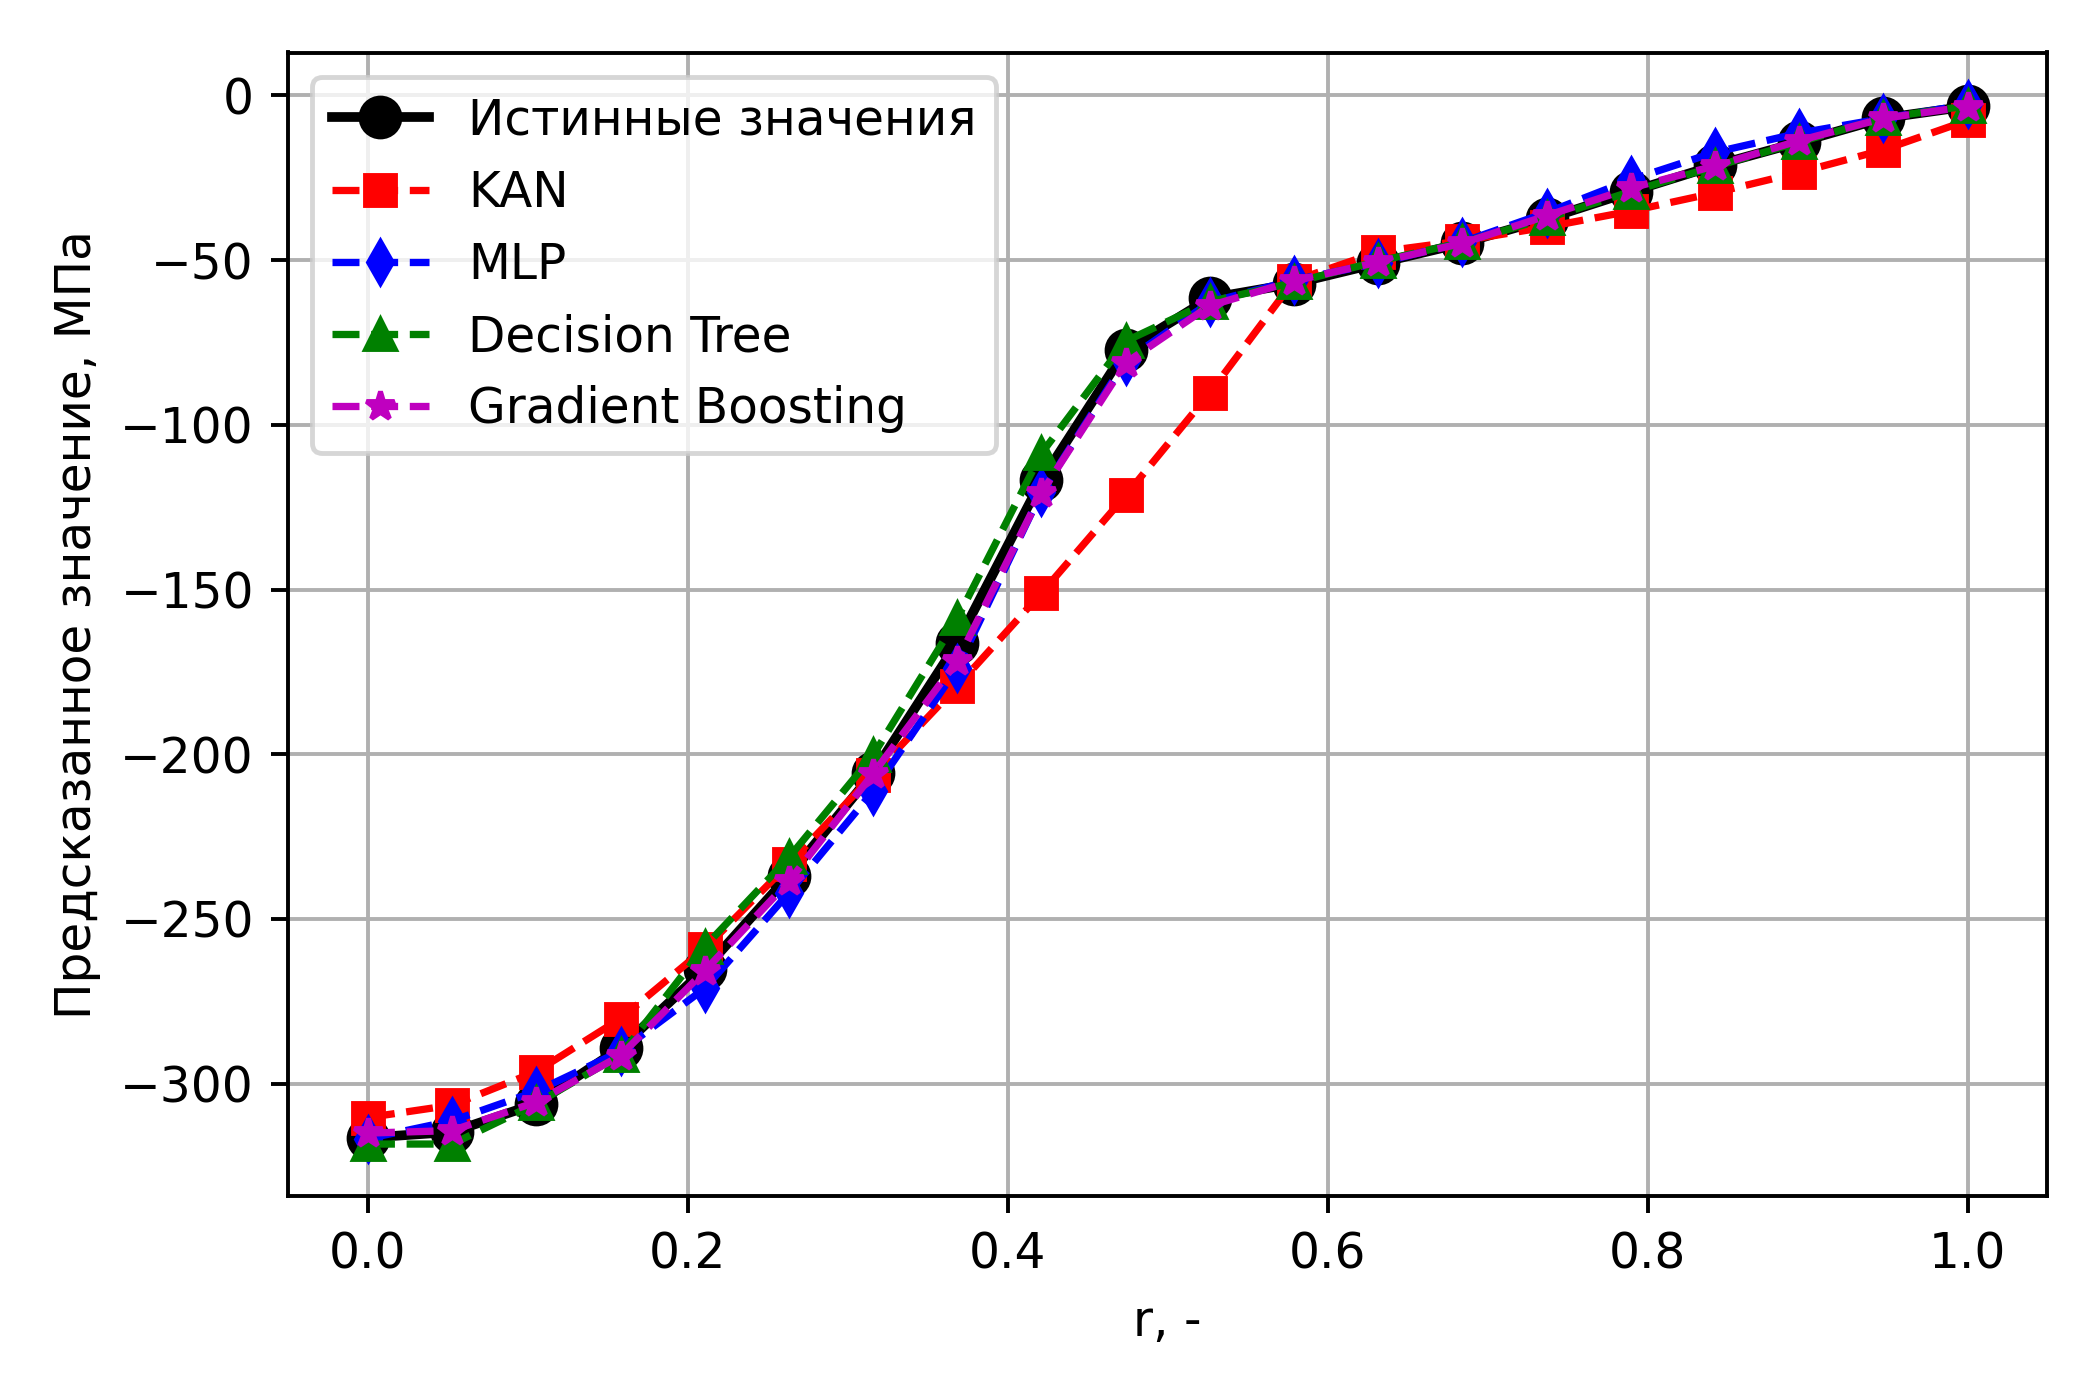 Истинные значения
KAN
MLP
Decision Tree
Gradient Boosting
Предсказанное значение, МПа
0
−50
−100
−150
−200
−250
−300
0.0 0.2 0.4 0.6 0.8 1.0
r, -